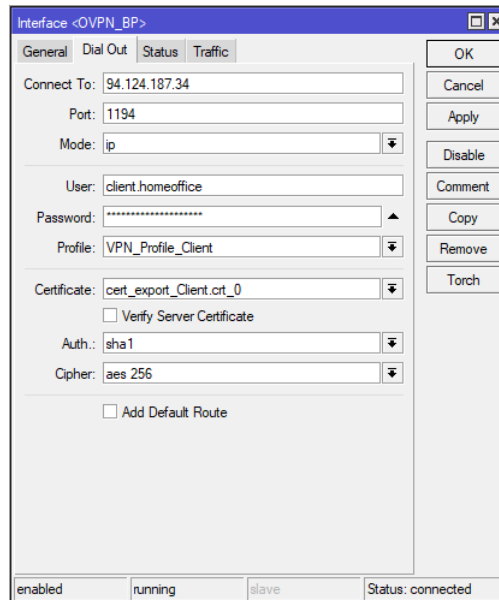 Interface <OVPN_BP>
General Dial Out Status Traffic
Connect To: 94.124.187.34
Port: 1194
Mode: ip
User: client.homeoffice
Password: ********************
Profile: VPN_Profile_Client
Certificate: cert_export_Client.crt_0
Verify Server Certificate
Auth.: sha1
Cipher: aes 256
Add Default Route
OK
Cancel
Apply
Disable
Comment
Copy
Remove
Torch
enabled running slave Status: connected